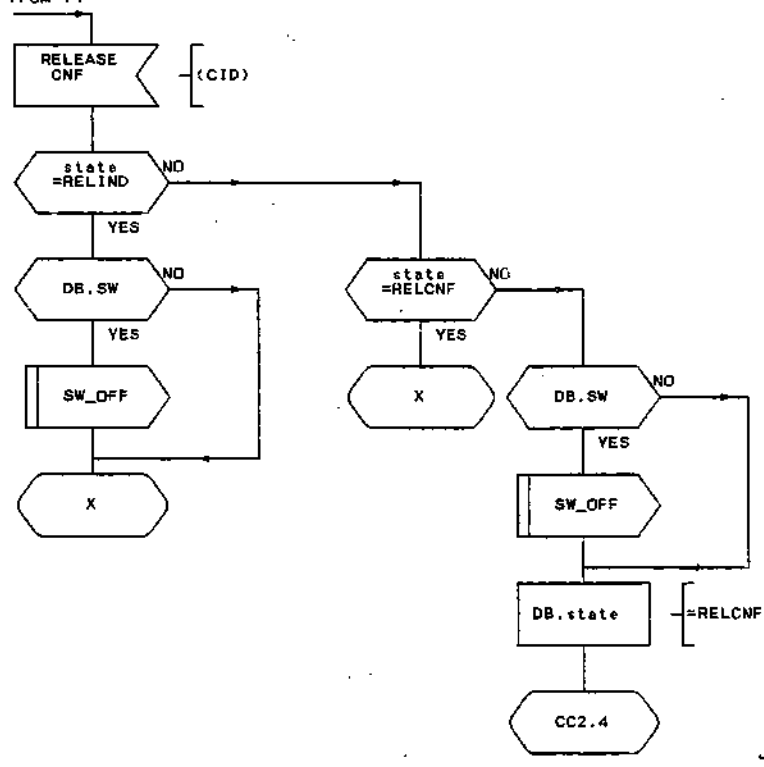 RELEASE
CNF
(CID)
state
=RELIND
NO
YES
DB.SW
NO
YES
state
=RELCNF
NO
YES
SW_OFF
X
DB.SW
NO
YES
X
SW_OFF
DB.state
=RELCNF
CC2.4